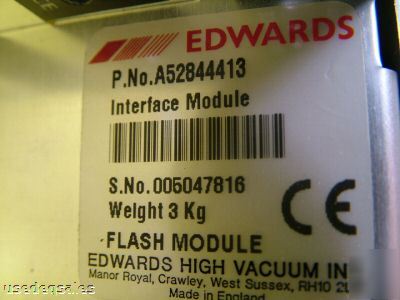 EDWARDS
P.No.A52844413
Interface Module
S.No.005047816
Weight 3 Kg
CE
FLASH MODULE
EDWARDS HIGH VACUUM IN
Manor Royal, Crawley, West Sussex, RH10
Made in England
usedeqsales